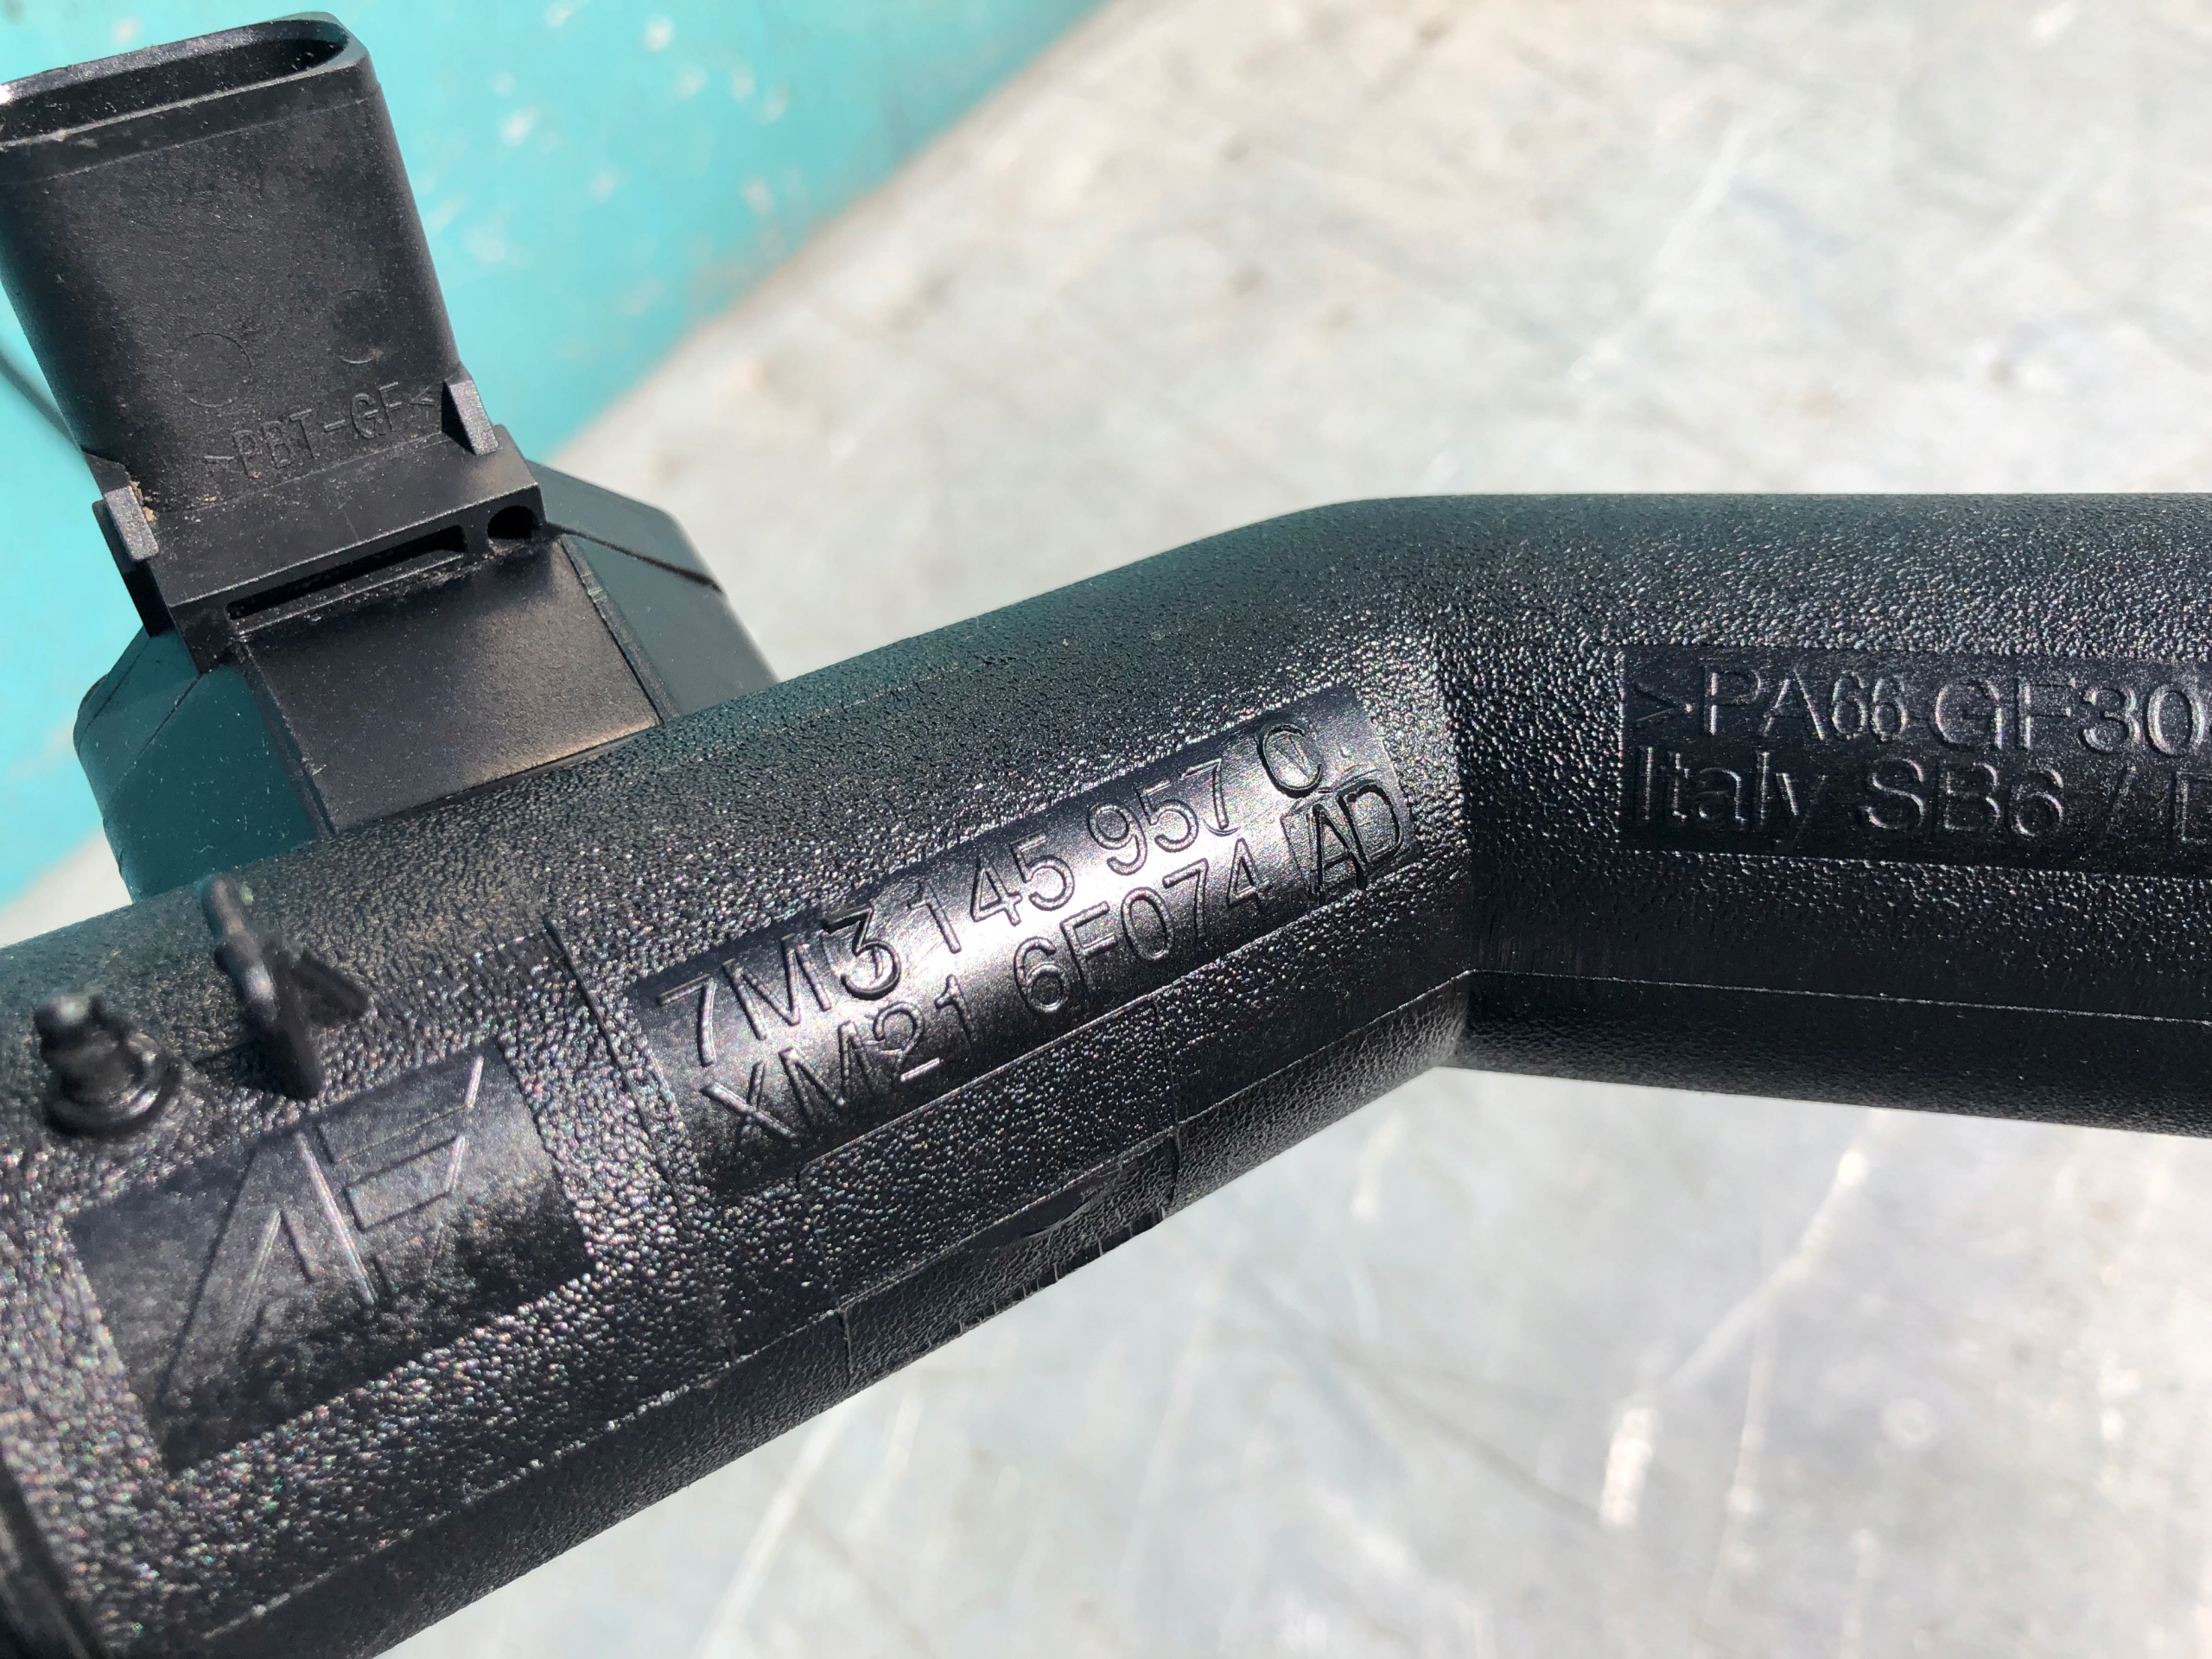 >PBT-GF<
>PA66-GF30
Italy SB6 /
7M3 145 957 C
XM21 6F074 AD